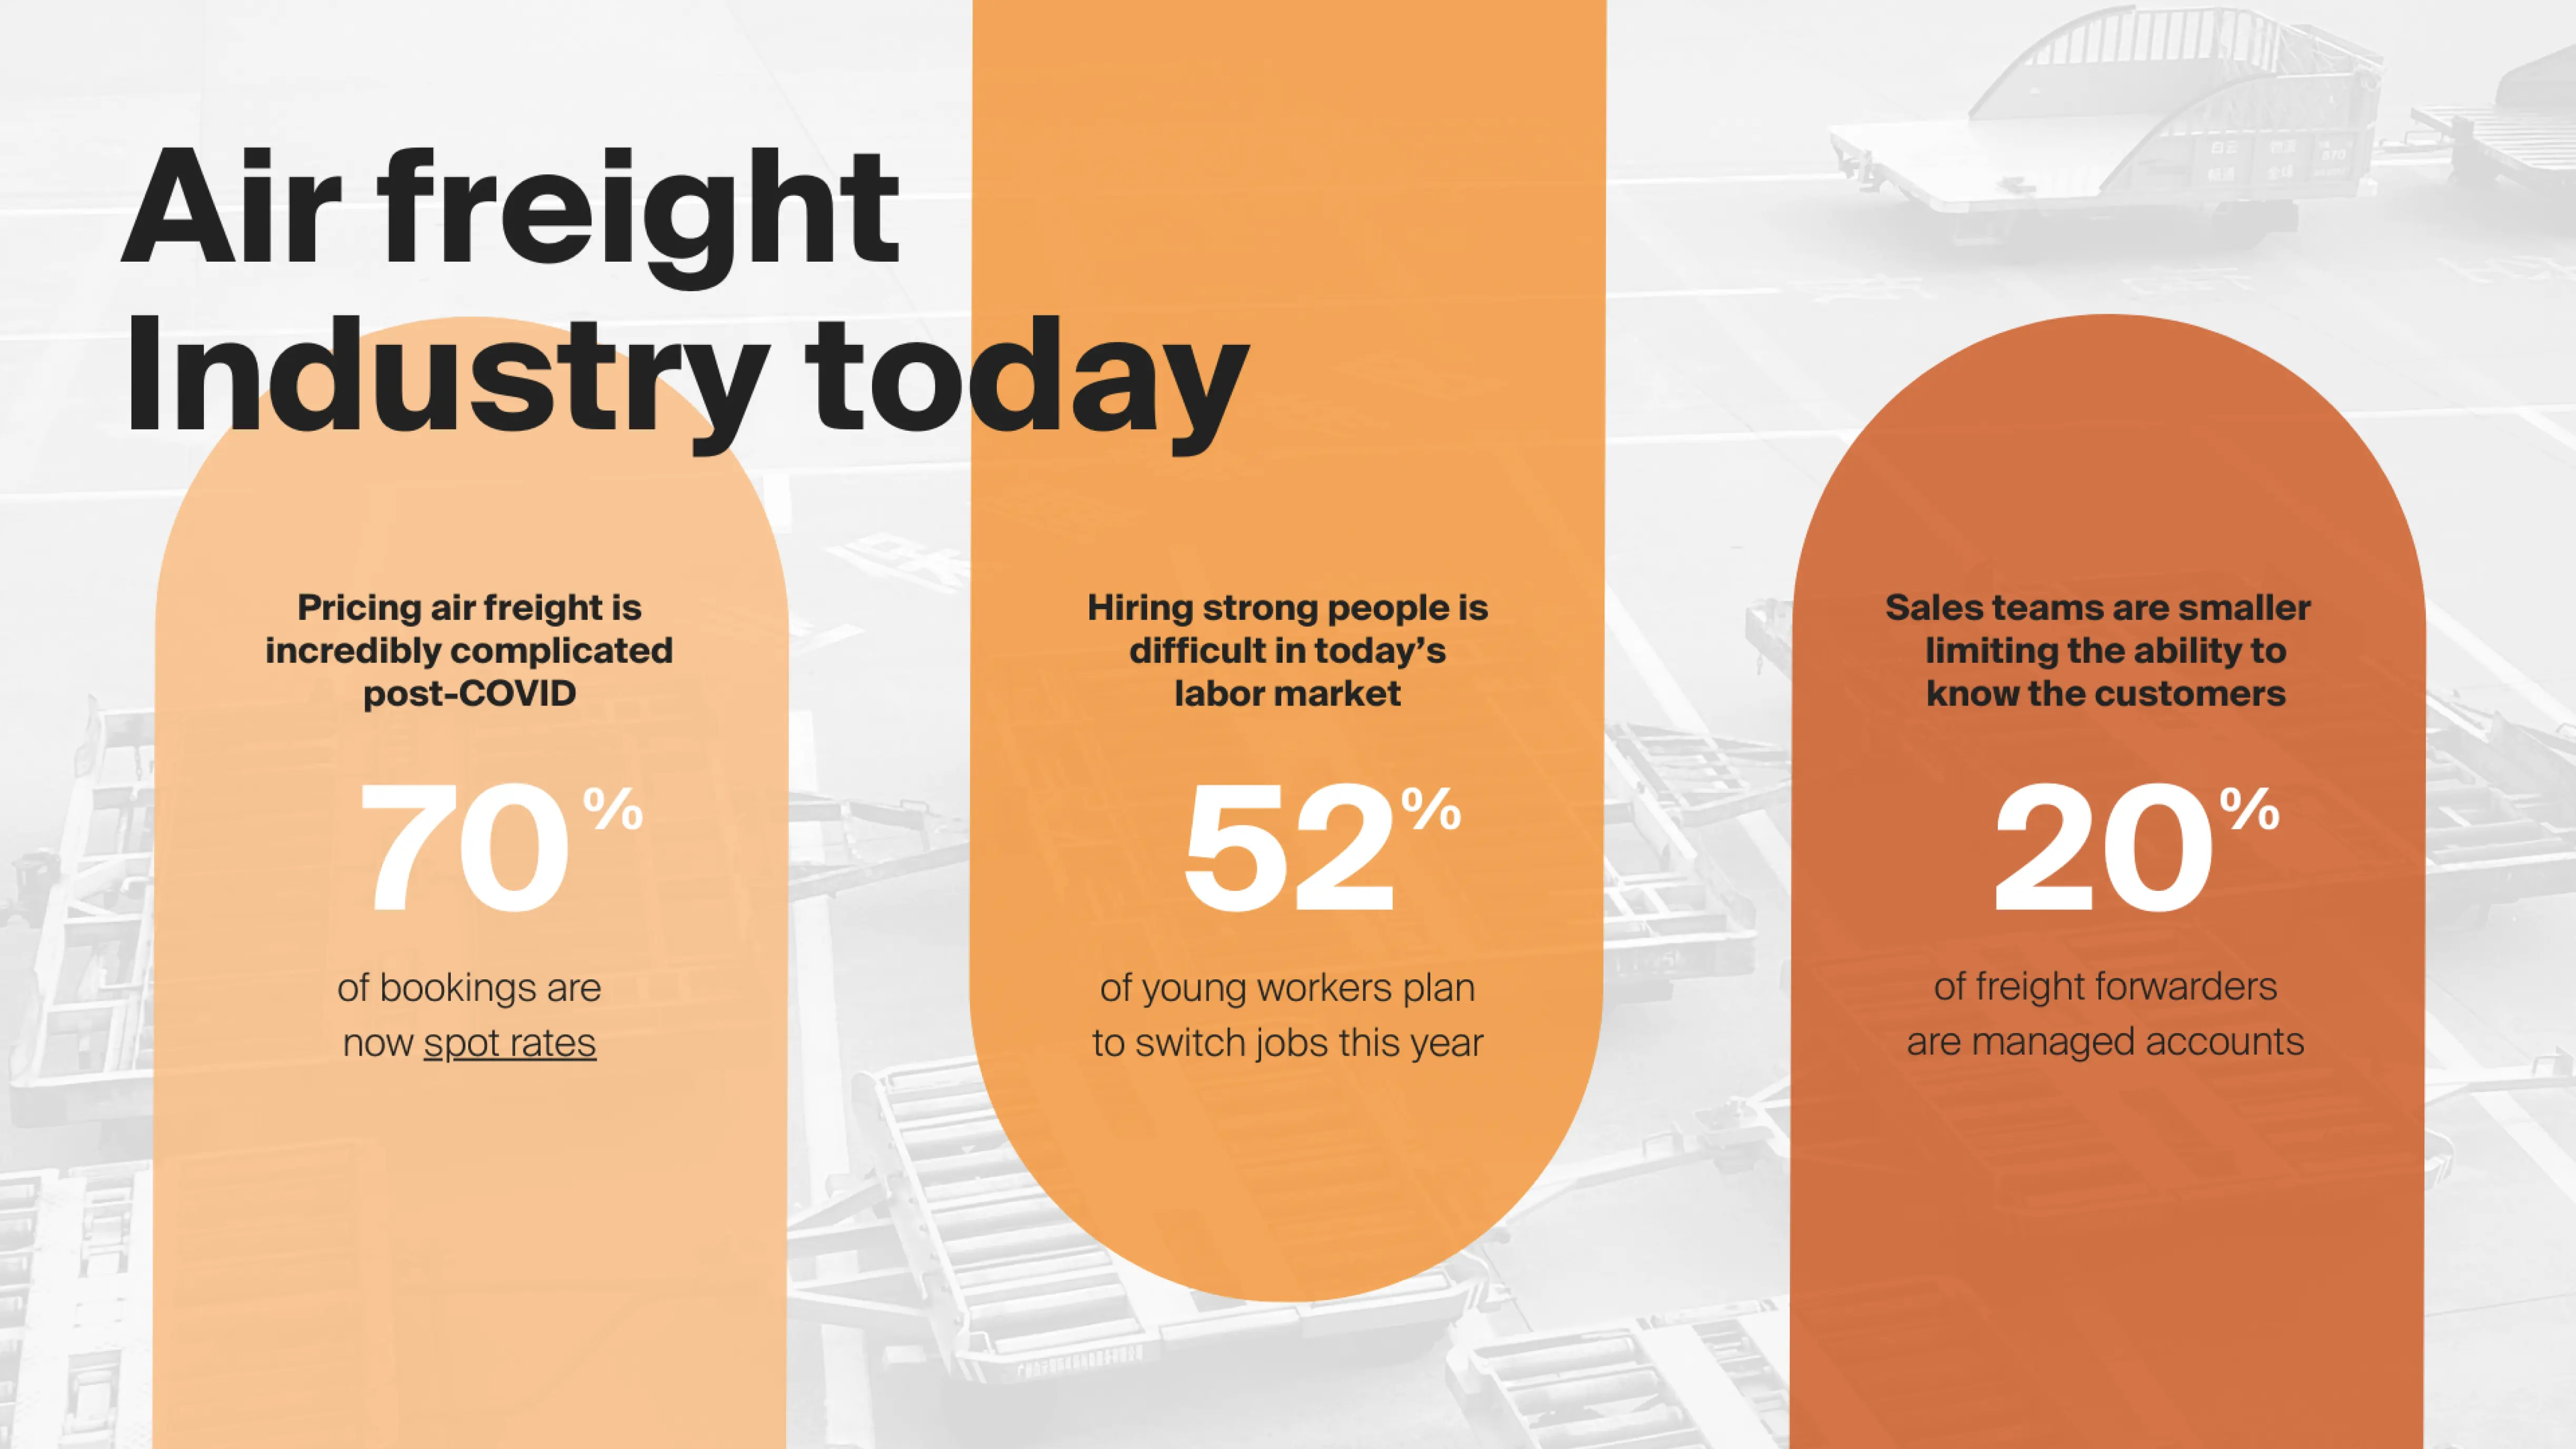 Air freight
Industry today
Pricing air freight is
incredibly complicated
post-COVID
70%
of bookings are
now spot rates
Hiring strong people is
difficult in today’s
labor market
52%
of young workers plan
to switch jobs this year
Sales teams are smaller
limiting the ability to
know the customers
20%
of freight forwarders
are managed accounts